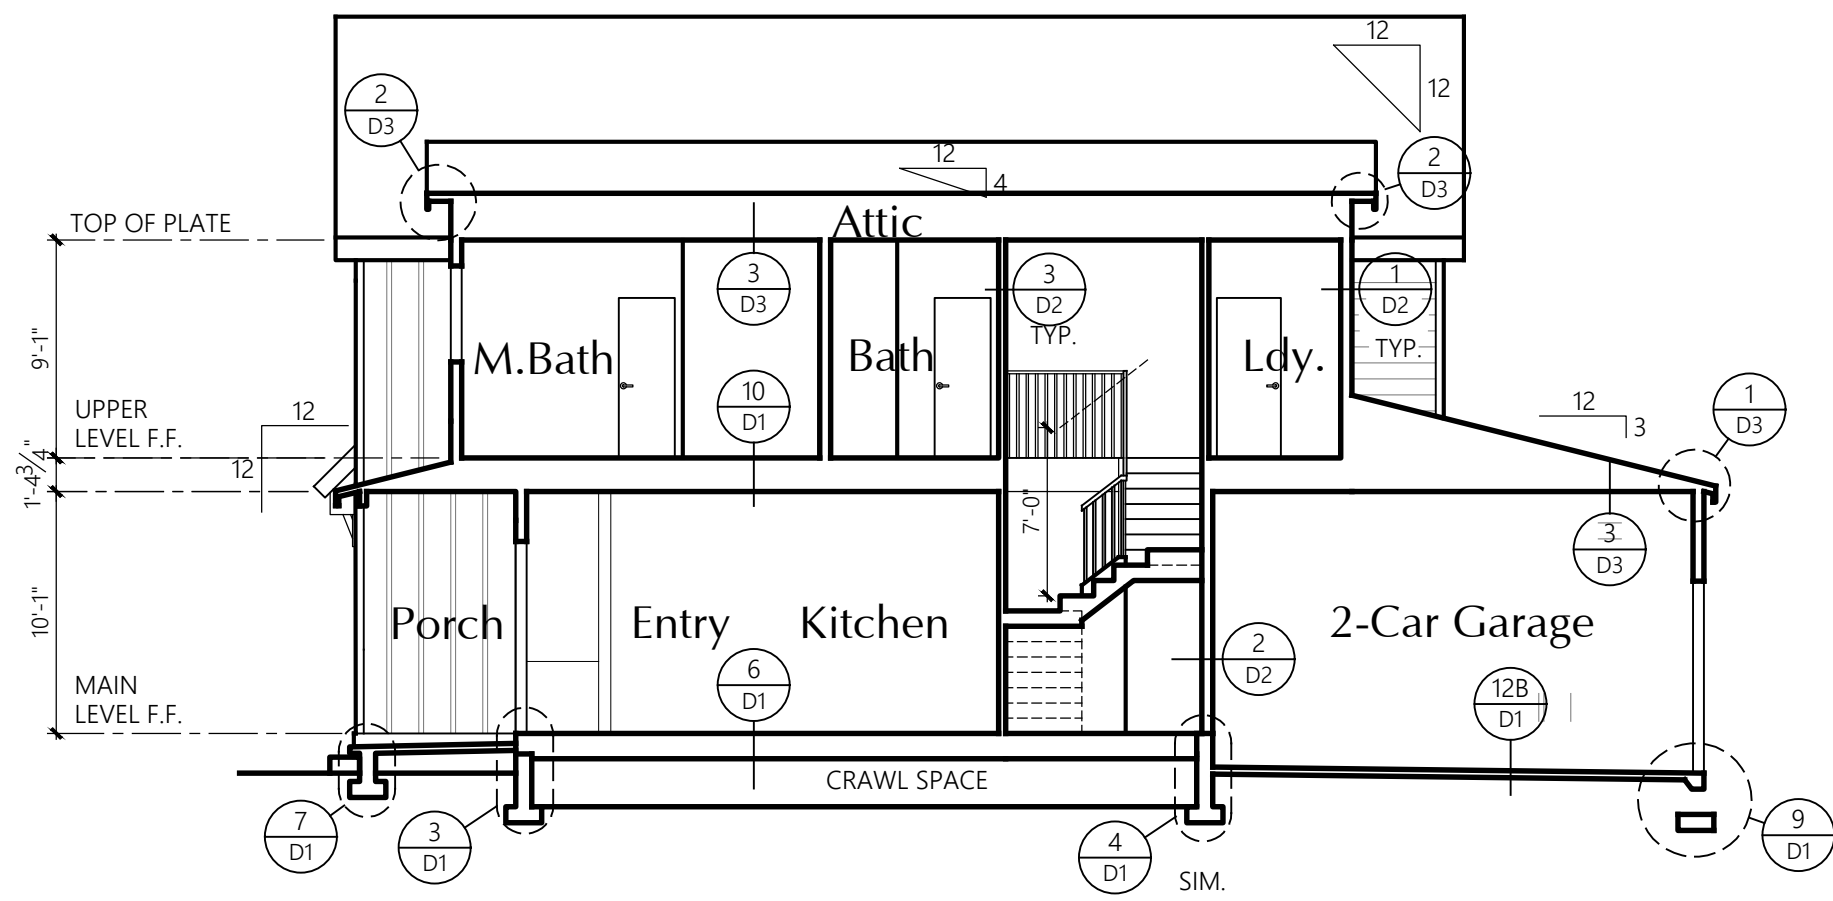 12
12
2
D3
2
D3
12
4
TOP OF PLATE
Attic
3
D3
3
D2
TYP.
1
D2
TYP.
9'-1"
M.Bath
Bath
Ldy.
10
D1
12
3
1
D3
UPPER
LEVEL F.F.
12
12
1'-4 3/4"
7'-0"
3
D3
10'-1"
Porch
Entry
Kitchen
2-Car Garage
2
D2
6
D1
12B
D1
MAIN
LEVEL F.F.
CRAWL SPACE
7
D1
3
D1
4
D1
SIM.
9
D1